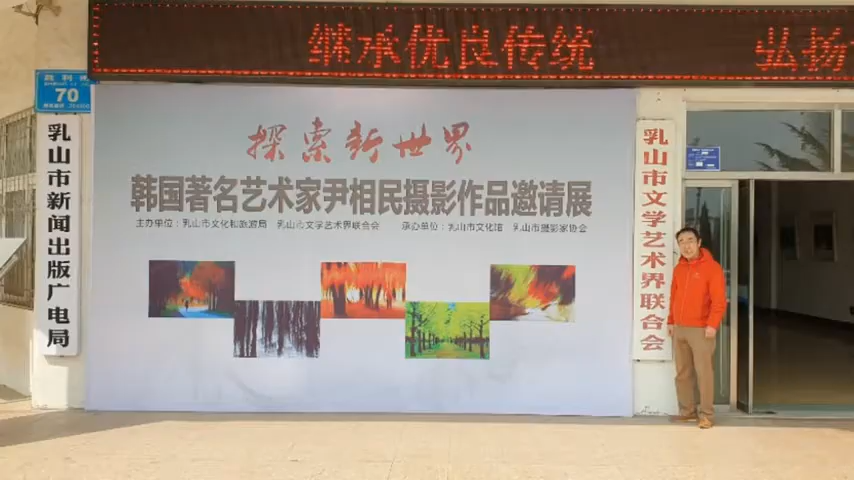 继承优良传统 弘扬
胜利街
70
乳山市新闻出版广电局
探索新世界
韩国著名艺术家尹相民摄影作品邀请展
主办单位：乳山市文化和旅游局 乳山市文学艺术界联合会 承办单位：乳山市文化馆 乳山市摄影家协会
乳山市文学艺术界联合会